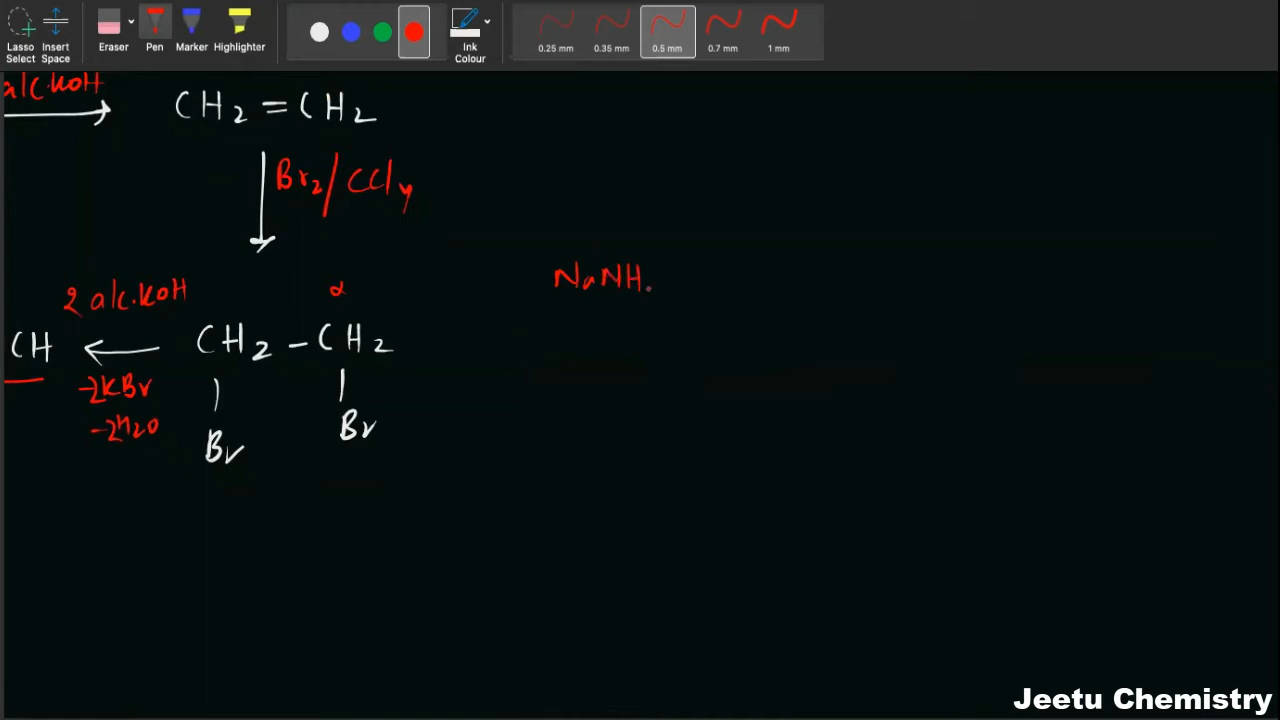 Lasso Select
Insert Space
Eraser
Pen
Marker
Highlighter
Ink Colour
0.25 mm
0.35 mm
0.5 mm
0.7 mm
1 mm
alc.KOH
CH2=CH2
Br2/CCl4
2 alc.KOH
α
NaNH.
CH ← CH2-CH2
-2KBr
-2H2O
Br
Br
Jeetu Chemistry